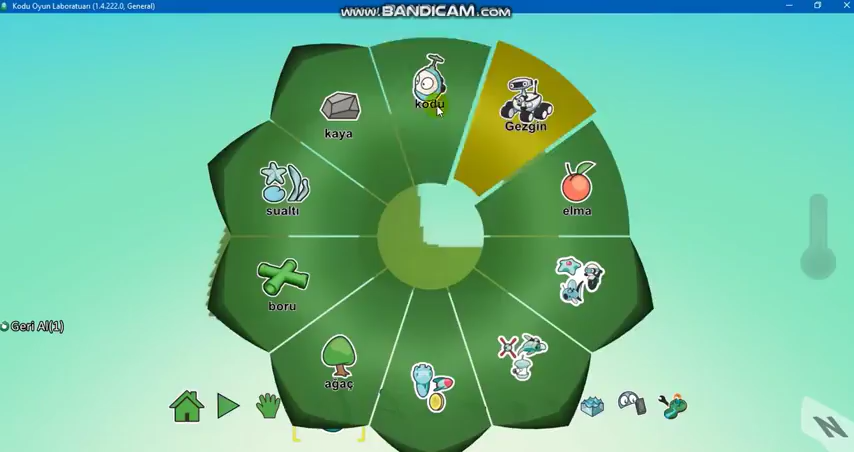 Kodu Oyun Laboratuarı (1.4.222.0, General)
www.BANDICAM.com
kodu
Gezgin
kaya
elma
sualtı
boru
ağaç
Geri Al(1)
N